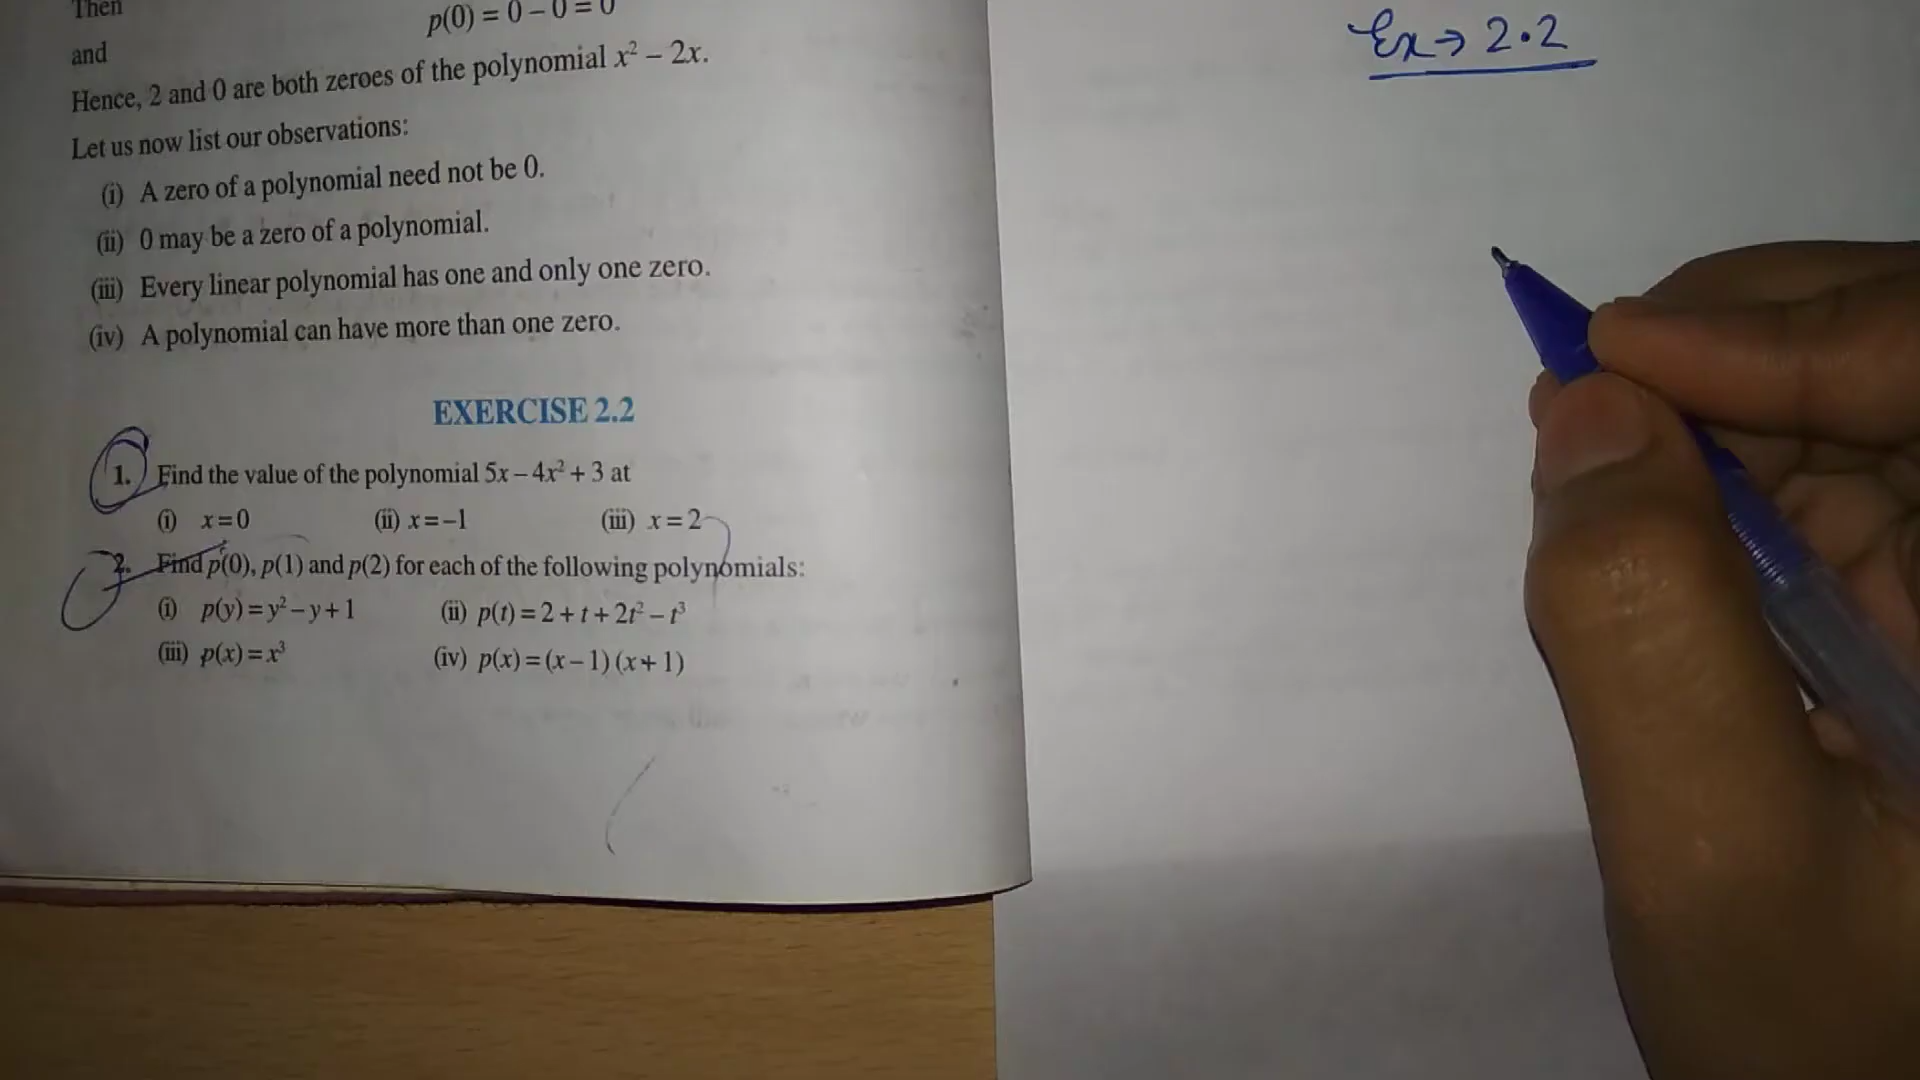 Then
p(0) = 0 – 0 = 0
and
Hence, 2 and 0 are both zeroes of the polynomial x² – 2x.
Let us now list our observations:
(i) A zero of a polynomial need not be 0.
(ii) 0 may be a zero of a polynomial.
(iii) Every linear polynomial has one and only one zero.
(iv) A polynomial can have more than one zero.
EXERCISE 2.2
1. Find the value of the polynomial 5x – 4x² + 3 at
(i) x = 0 (ii) x = –1 (iii) x = 2
2. Find p(0), p(1) and p(2) for each of the following polynomials:
(i) p(y) = y² – y + 1 (ii) p(t) = 2 + t + 2t² – t³
(iii) p(x) = x³ (iv) p(x) = (x – 1) (x + 1)
Ex → 2.2